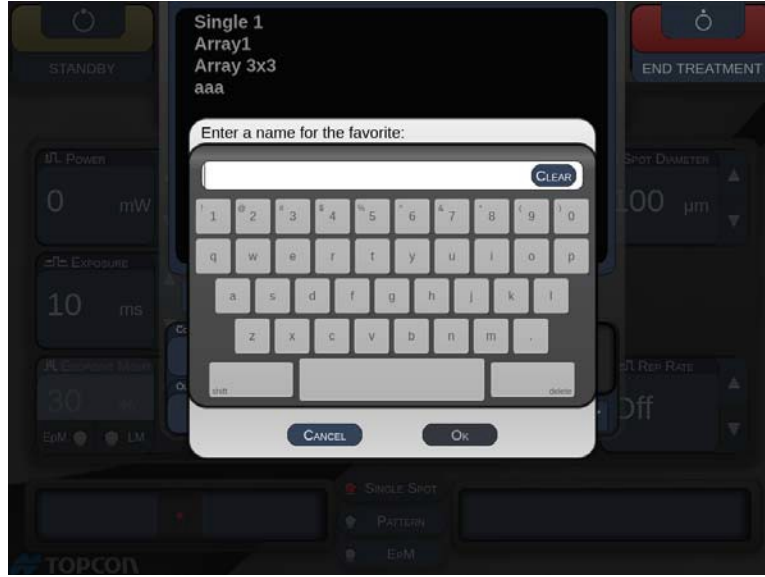 Single 1
Array1
Array 3x3
aaa
STANDBY
END TREATMENT
Enter a name for the favorite:
CLEAR
POWER
0 mW
EXPOSURE
10 ms
30
EPM LM
SPOT DIAMETER
100 µm
REP RATE
Off
! 1 @ 2 # 3 $ 4 % 5 ^ 6 & 7 * 8 ( 9 ) 0
q w e r t y u i o p
a s d f g h j k l
z x c v b n m .
shift delete
CANCEL OK
SINGLE SPOT
PATTERN
EPM
TOPCON